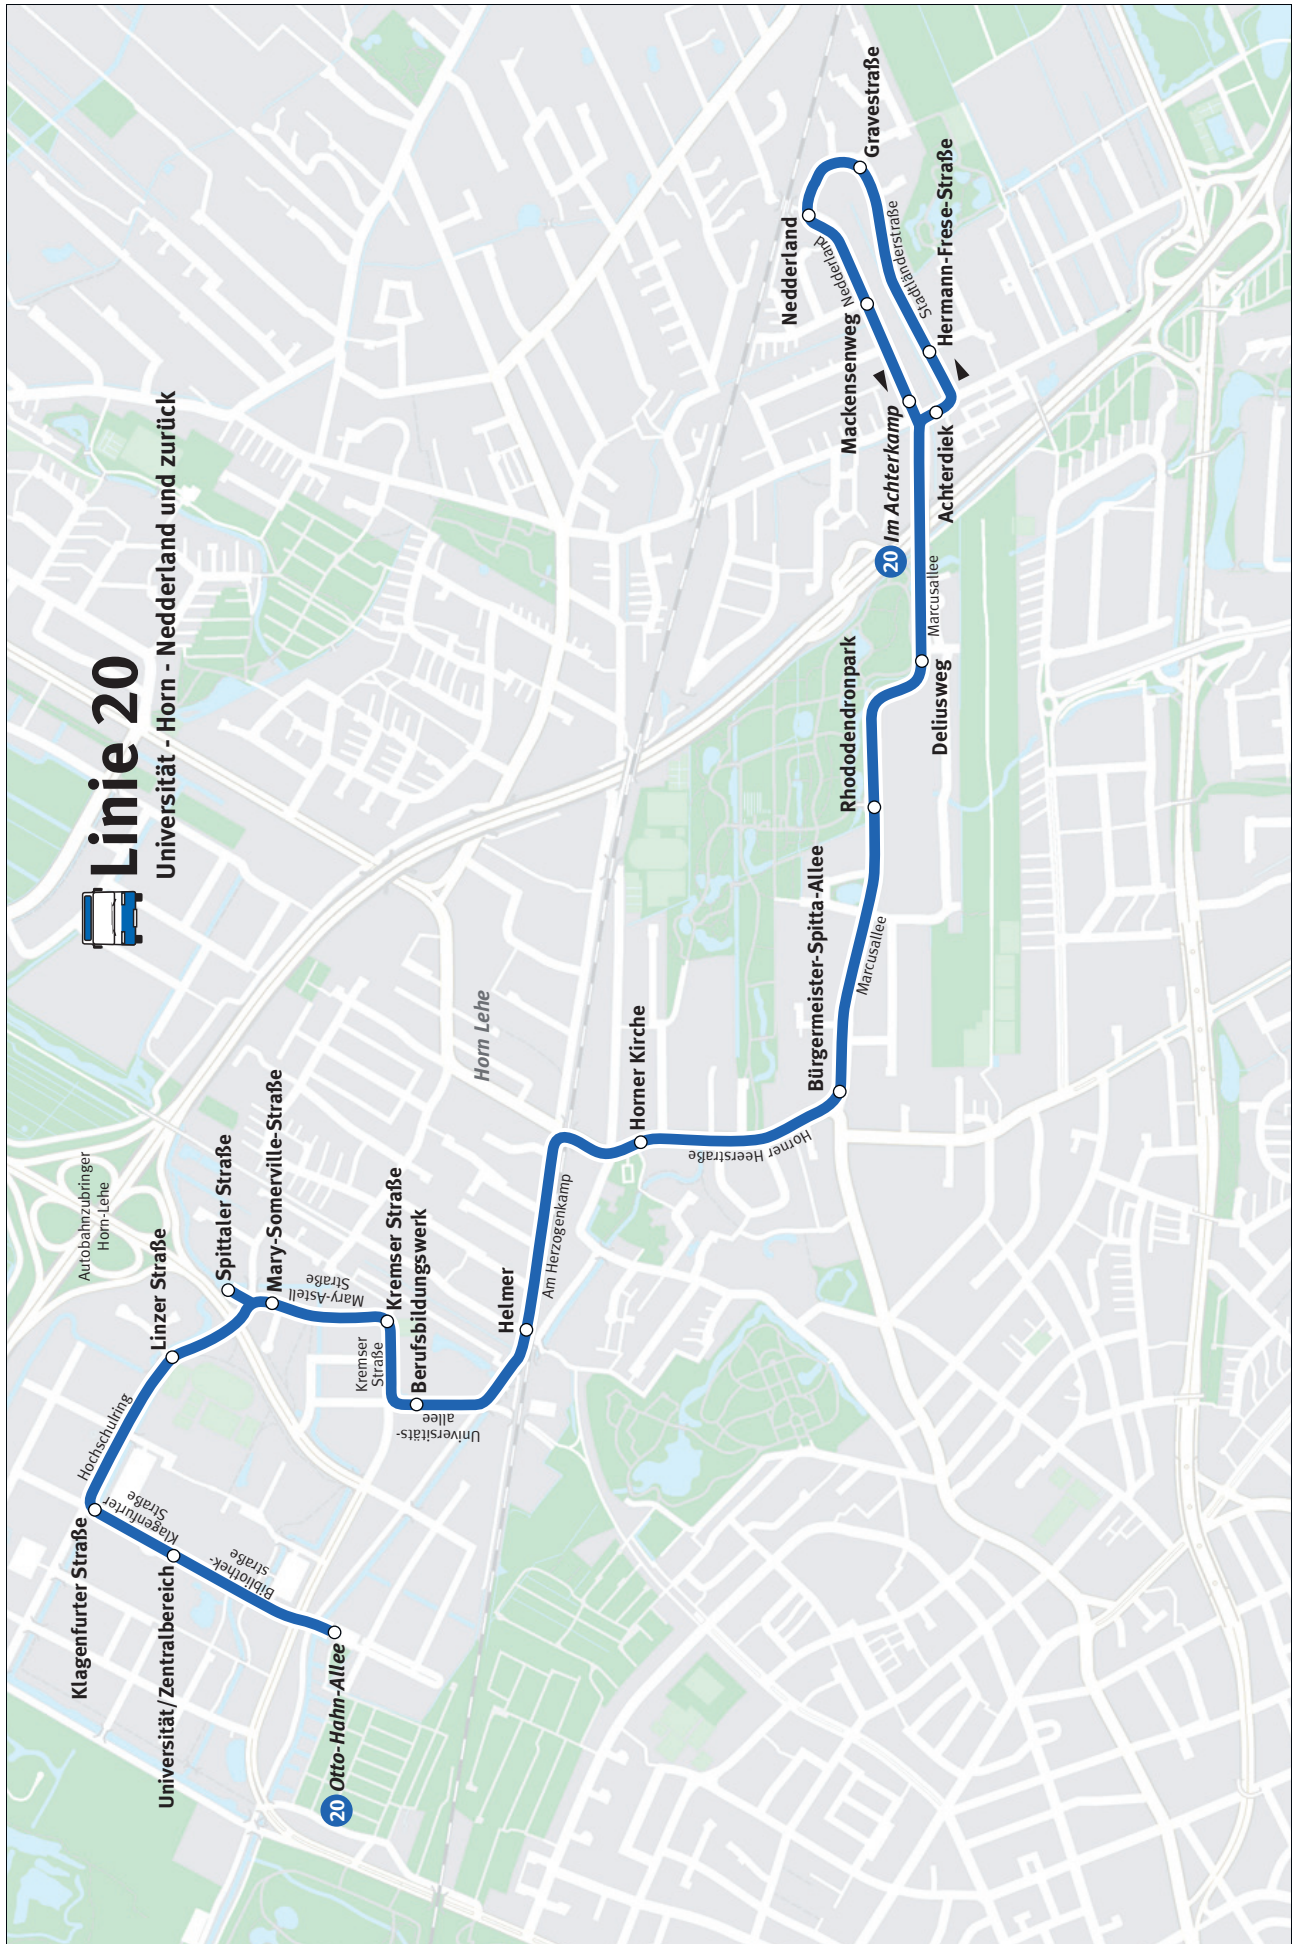 Linie 20
Universität - Horn - Nedderland und zurück
Autobahnzubringer
Horn-Lehe
Klagenfurter Straße
Hochschulring
Linzer Straße
Spittaler Straße
Mary-Somerville-Straße
Mary-Astell
Straße
Klagenfurter
Straße
Universität/Zentralbereich
Bibliothek-
straße
20 Otto-Hahn-Allee
Kremser
Straße
Kremser Straße
Berufsbildungswerk
Universitäts-
allee
Helmer
Am Herzogenkamp
Horn Lehe
Horner Kirche
Horner Heerstraße
Bürgermeister-Spitta-Allee
Marcusallee
Rhododendronpark
Deliusweg
Marcusallee
20 Im Achterkamp
Achterdiek
Mackensenweg
Nedderland
Nedderland
Stadtländerstraße
Hermann-Frese-Straße
Gravestraße